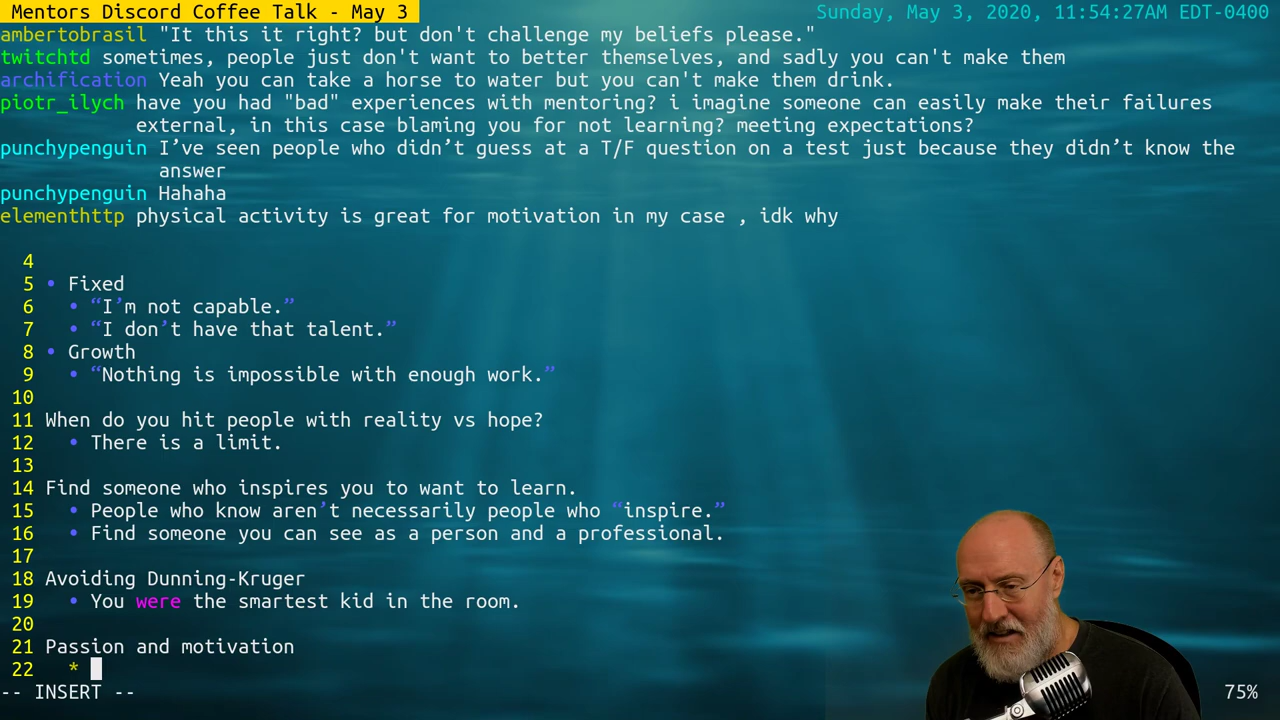 Mentors Discord Coffee Talk - May 3
Sunday, May 3, 2020, 11:54:27AM EDT-0400
ambertobrasil "It this it right? but don't challenge my beliefs please."
twitchtd sometimes, people just don't want to better themselves, and sadly you can't make them
archification Yeah you can take a horse to water but you can't make them drink.
piotr_ilych have you had "bad" experiences with mentoring? i imagine someone can easily make their failures
external, in this case blaming you for not learning? meeting expectations?
punchypenguin I’ve seen people who didn’t guess at a T/F question on a test just because they didn’t know the
answer
punchypenguin Hahaha
elementhttp physical activity is great for motivation in my case , idk why
4
5 • Fixed
6 • “I’m not capable.”
7 • “I don’t have that talent.”
8 • Growth
9 • “Nothing is impossible with enough work.”
10
11 When do you hit people with reality vs hope?
12 • There is a limit.
13
14 Find someone who inspires you to want to learn.
15 • People who know aren’t necessarily people who “inspire.”
16 • Find someone you can see as a person and a professional.
17
18 Avoiding Dunning-Kruger
19 • You were the smartest kid in the room.
20
21 Passion and motivation
22 *
-- INSERT -- 75%